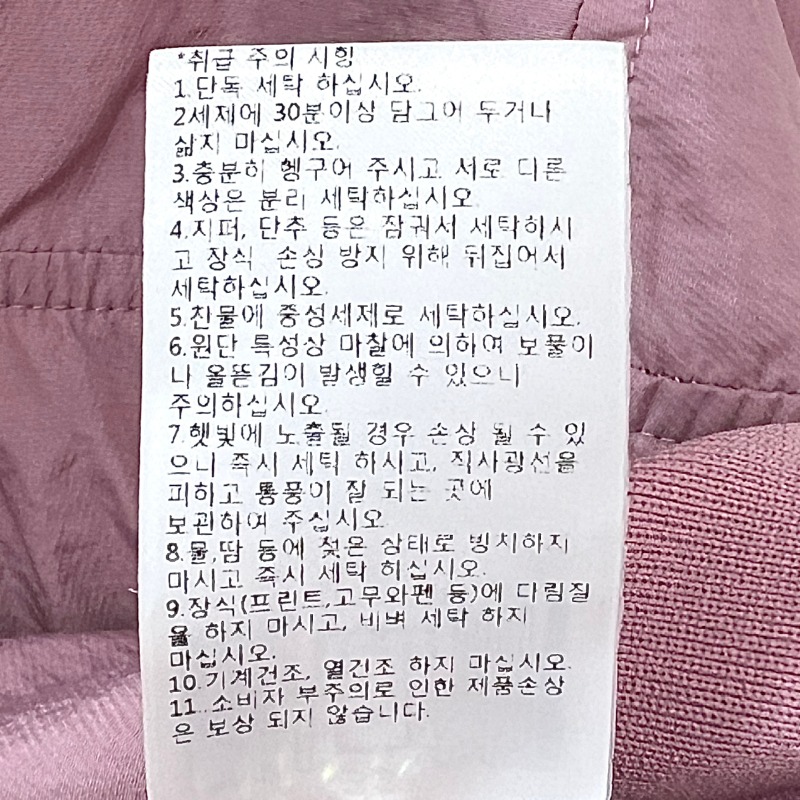 *취급 주의 사항
1.단독 세탁 하십시오.
2세제에 30분이상 담그어 두거나
삶지 마십시오.
3.충분히 헹구어 주시고 서로 다른
색상은 분리 세탁하십시오
4.지퍼, 단추 등은 잠궈서 세탁하시
고 장식 손상 방지 위해 뒤집어서
세탁하십시오.
5.찬물에 중성세제로 세탁하십시오.
6.원단 특성상 마찰에 의하여 보풀이
나 올뜯김이 발생할 수 있으니
주의하십시오.
7.햇빛에 노출될 경우 손상 될 수 있
으니 즉시 세탁 하시고, 직사광선을
피하고 통풍이 잘 되는 곳에
보관하여 주십시오
8.물,땀 등에 젖은 상태로 방치하지
마시고 즉시 세탁 하십시오.
9.장식(프린트,고무와펜 등)에 다림질
을 하지 마시고, 비벼 세탁 하지
마십시오.
10.기계건조, 열건조 하지 마십시오.
11..소비자 부주의로 인한 제품손상
은 보상 되지 않습니다.